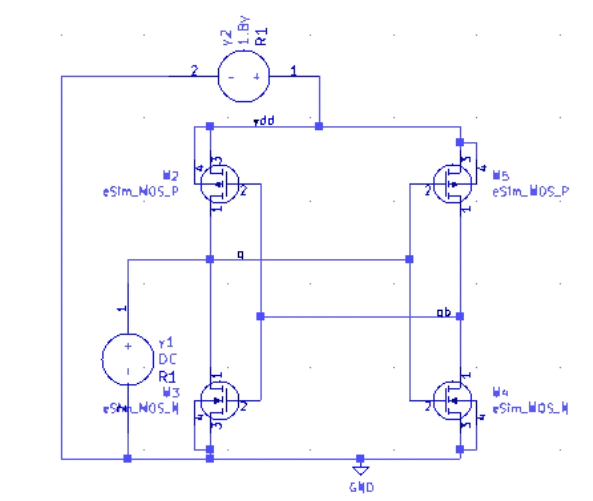 v2
1.8v
R1
2
1
vdd
3
4
2
1
M2
eSim_MOS_P
3
4
2
1
M5
eSim_MOS_P
q
qb
1
v1
DC
R1
M3
eSim_MOS_N
1
2
4
3
1
2
4
3
M4
eSim_MOS_N
GND